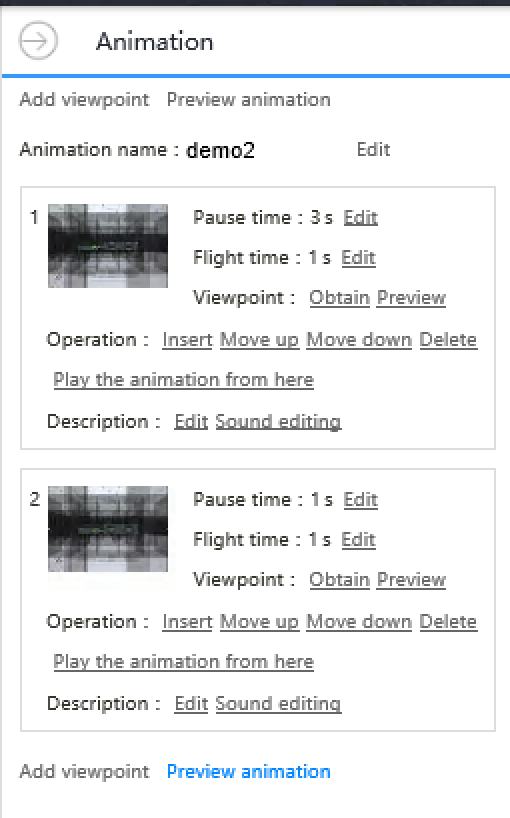 Animation
Add viewpoint Preview animation
Animation name : demo2 Edit
1 Pause time : 3 s Edit
Flight time : 1 s Edit
Viewpoint : Obtain Preview
Operation : Insert Move up Move down Delete
Play the animation from here
Description : Edit Sound editing
2 Pause time : 1 s Edit
Flight time : 1 s Edit
Viewpoint : Obtain Preview
Operation : Insert Move up Move down Delete
Play the animation from here
Description : Edit Sound editing
Add viewpoint Preview animation